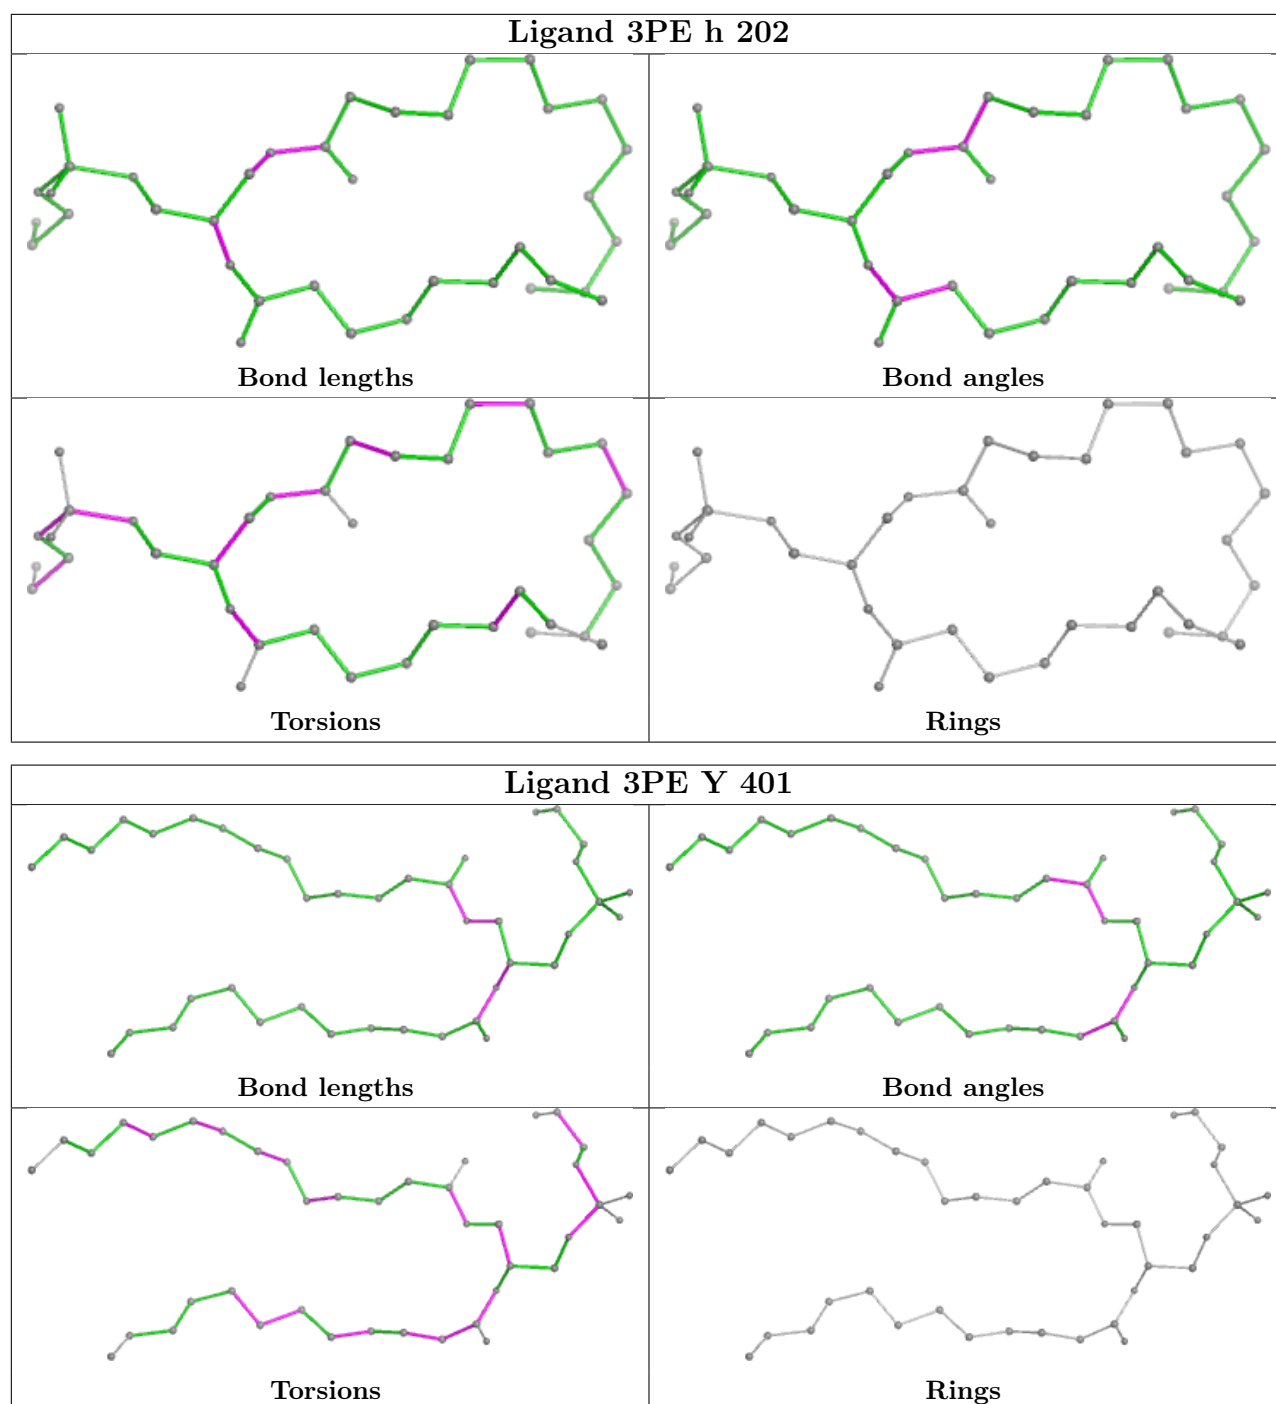 Ligand 3PE h 202
Bond lengths
Bond angles
Torsions
Rings
Ligand 3PE Y 401
Bond lengths
Bond angles
Torsions
Rings